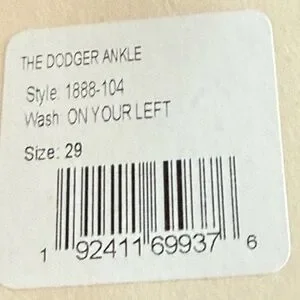 THE DODGER ANKLE
Style: 1888-104
Wash: ON YOUR LEFT
Size: 29
1 92411 69937 6